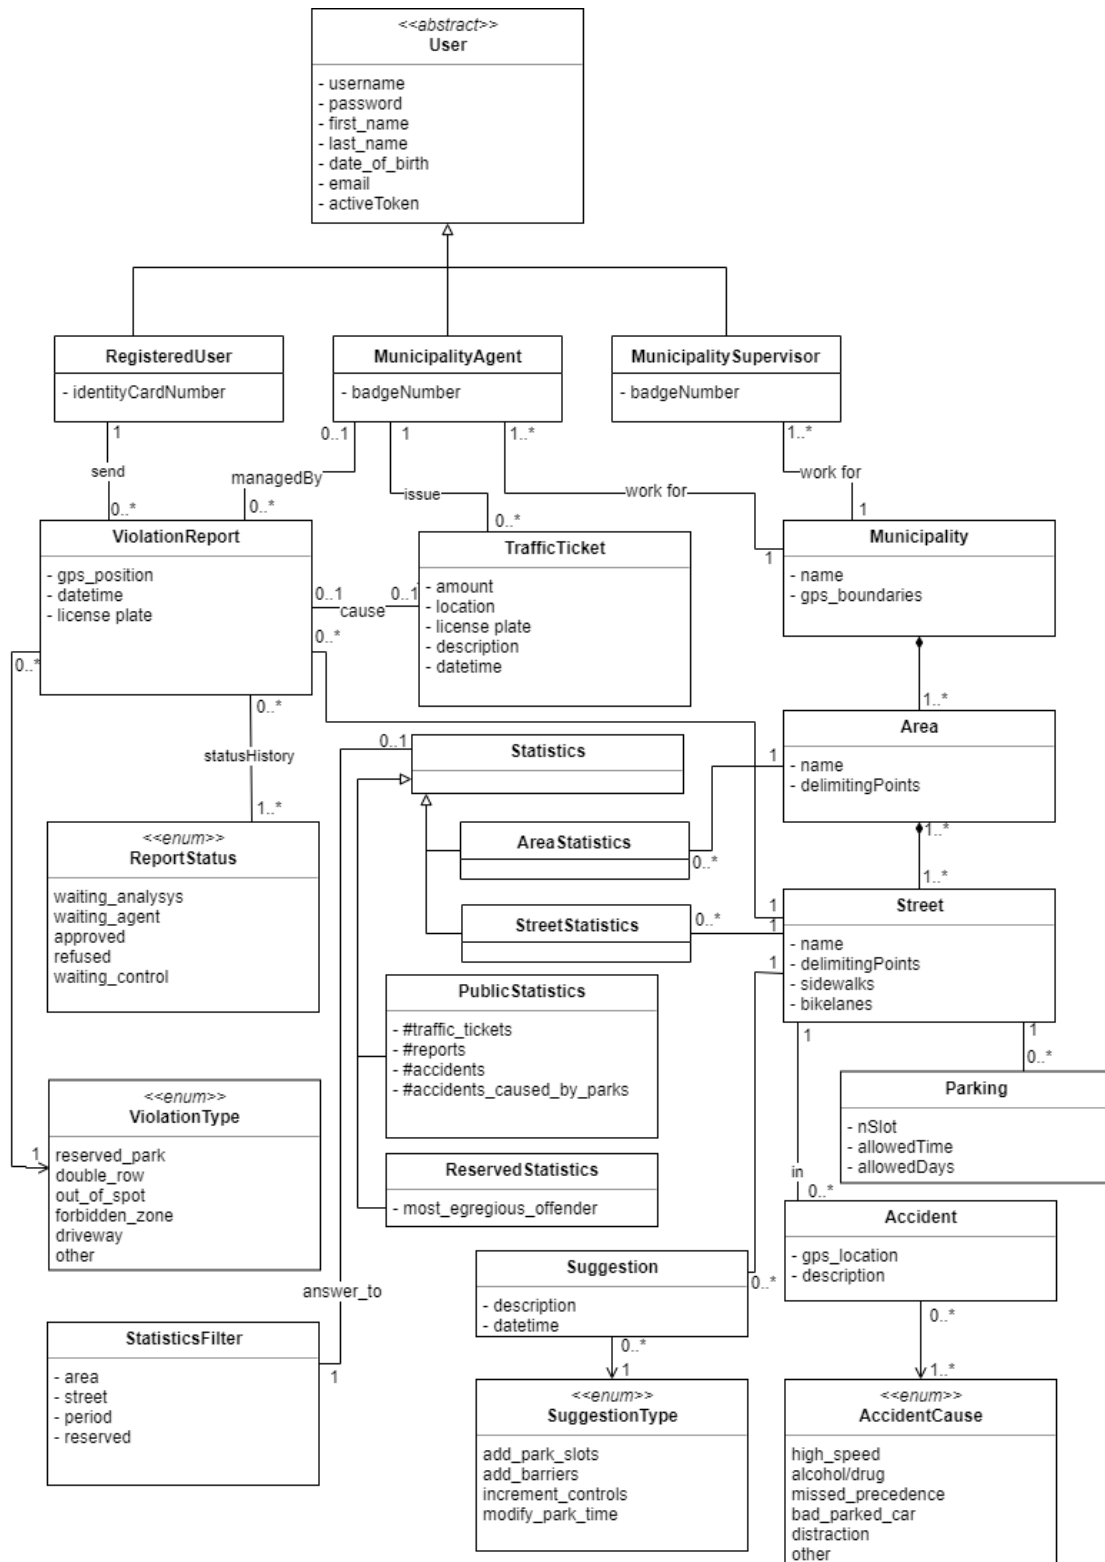 <<abstract>>
User
- username
- password
- first_name
- last_name
- date_of_birth
- email
- activeToken
RegisteredUser
- identityCardNumber
MunicipalityAgent
- badgeNumber
MunicipalitySupervisor
- badgeNumber
1
send
0..*
0..1
managedBy
0..*
1
issue
0..*
1..*
work for
1
1..*
work for
1
ViolationReport
- gps_position
- datetime
- license plate
TrafficTicket
- amount
- location
- license plate
- description
- datetime
Municipality
- name
- gps_boundaries
0..1
cause
0..1
0..*
0..*
0..*
statusHistory
1..*
1..*
Area
- name
- delimitingPoints
0..1
Statistics
1
AreaStatistics
0..*
1..*
1..*
StreetStatistics
0..*
1
1
1
Street
- name
- delimitingPoints
- sidewalks
- bikelanes
<<enum>>
ReportStatus
waiting_analysys
waiting_agent
approved
refused
waiting_control
PublicStatistics
- #traffic_tickets
- #reports
- #accidents
- #accidents_caused_by_parks
1
1
0..*
Parking
- nSlot
- allowedTime
- allowedDays
<<enum>>
ViolationType
reserved_park
double_row
out_of_spot
forbidden_zone
driveway
other
1
ReservedStatistics
- most_egregious_offender
in
0..*
Accident
- gps_location
- description
Suggestion
- description
- datetime
0..*
answer_to
StatisticsFilter
- area
- street
- period
- reserved
1
0..*
1
0..*
1..*
<<enum>>
SuggestionType
add_park_slots
add_barriers
increment_controls
modify_park_time
<<enum>>
AccidentCause
high_speed
alcohol/drug
missed_precedence
bad_parked_car
distraction
other